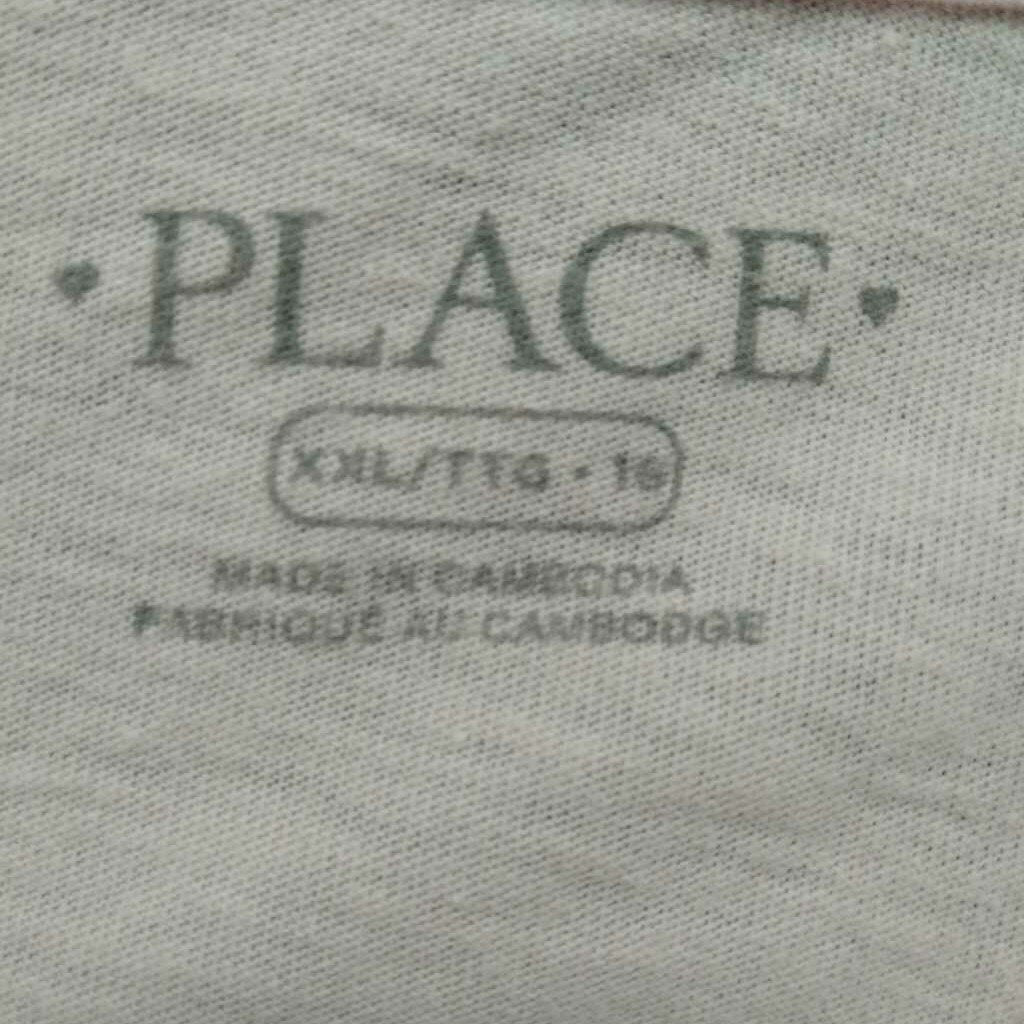 PLACE
XXL/TTG • 16
MADE IN CAMBODIA
FABRIQUÉ AU CAMBODGE